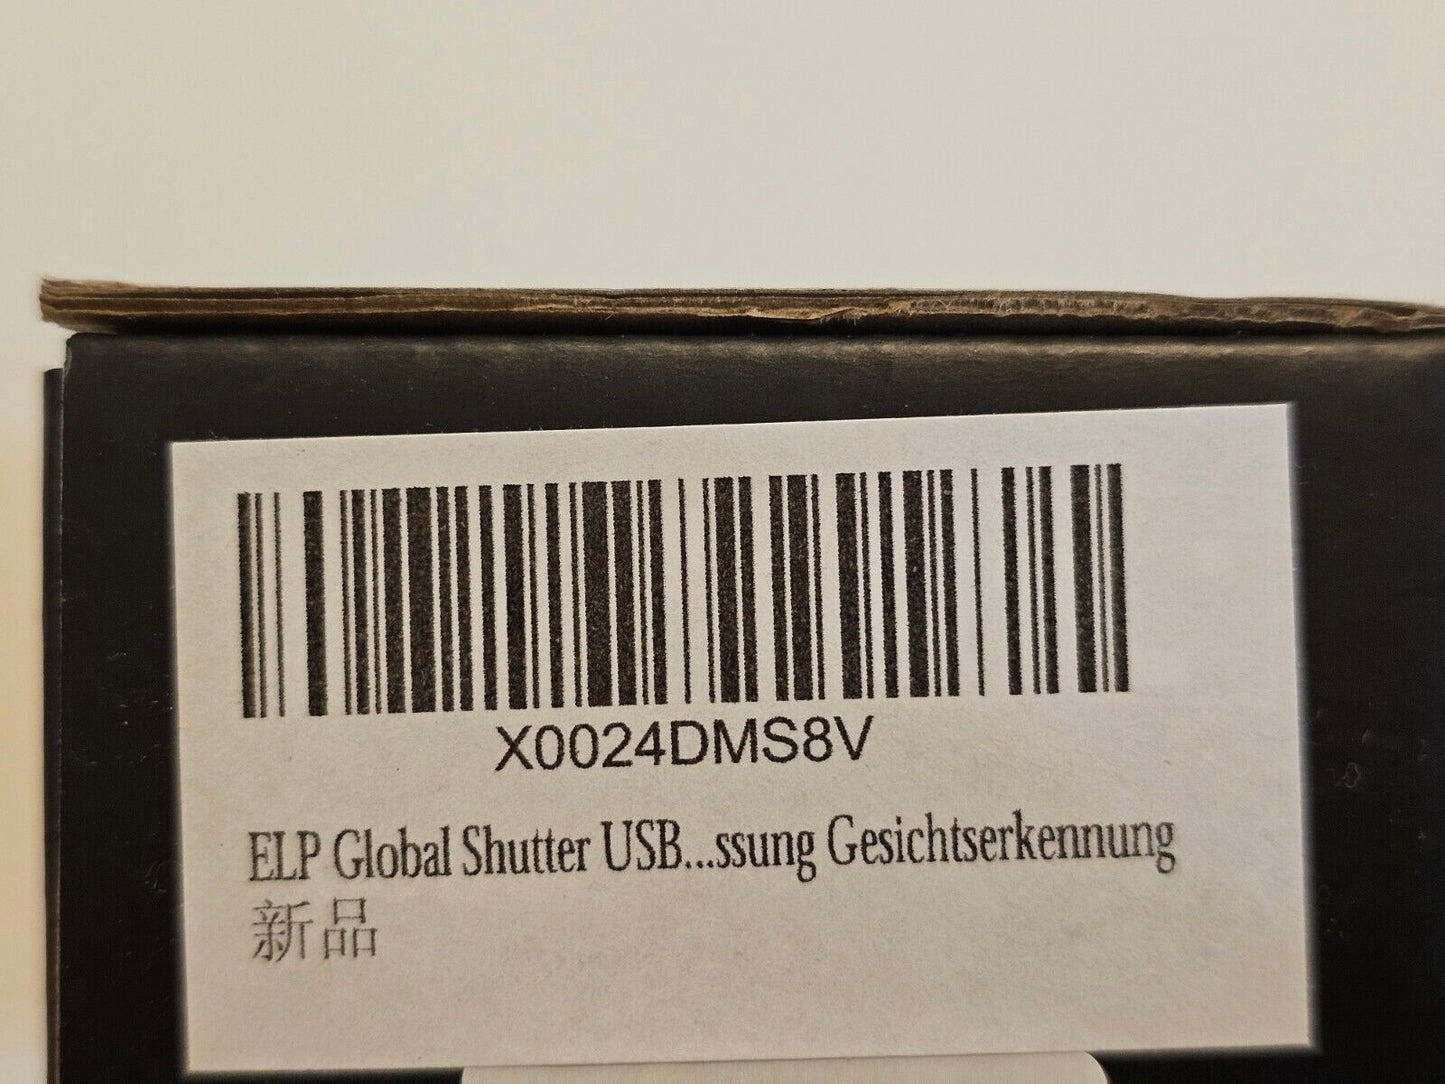 X0024DMS8V
ELP Global Shutter USB...ssung Gesichtserkennung
新品